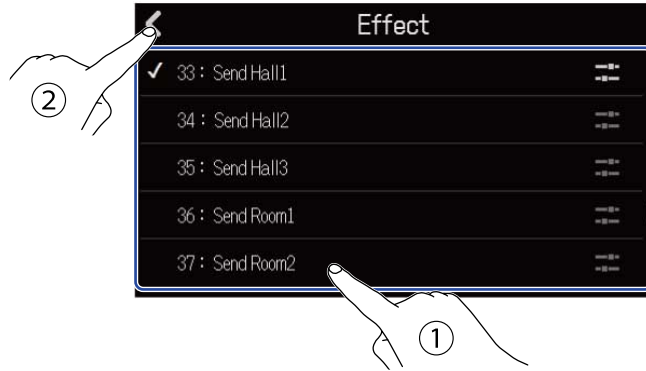 Effect
✓ 33 : Send Hall1
34 : Send Hall2
35 : Send Hall3
36 : Send Room1
37 : Send Room2
②
①